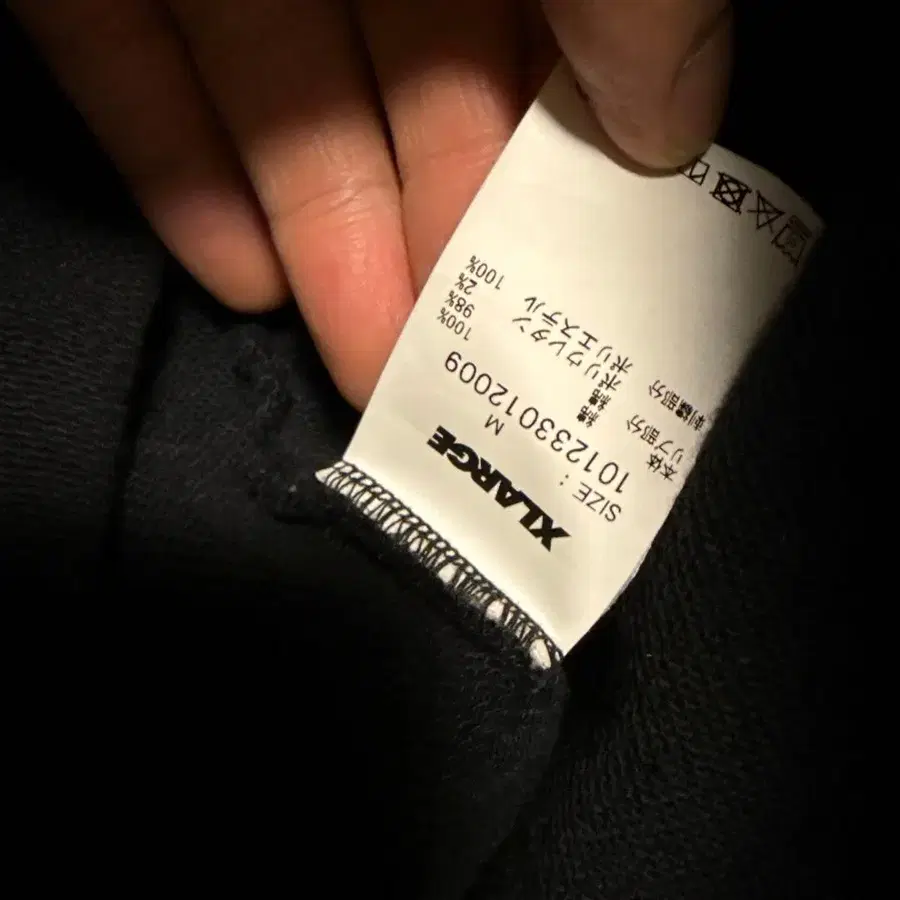 XLARGE
SIZE : M
101233012009
本体 綿 100%
リブ部分 綿 98%
ポリウレタン 2%
刺繍部分 ポリエステル 100%